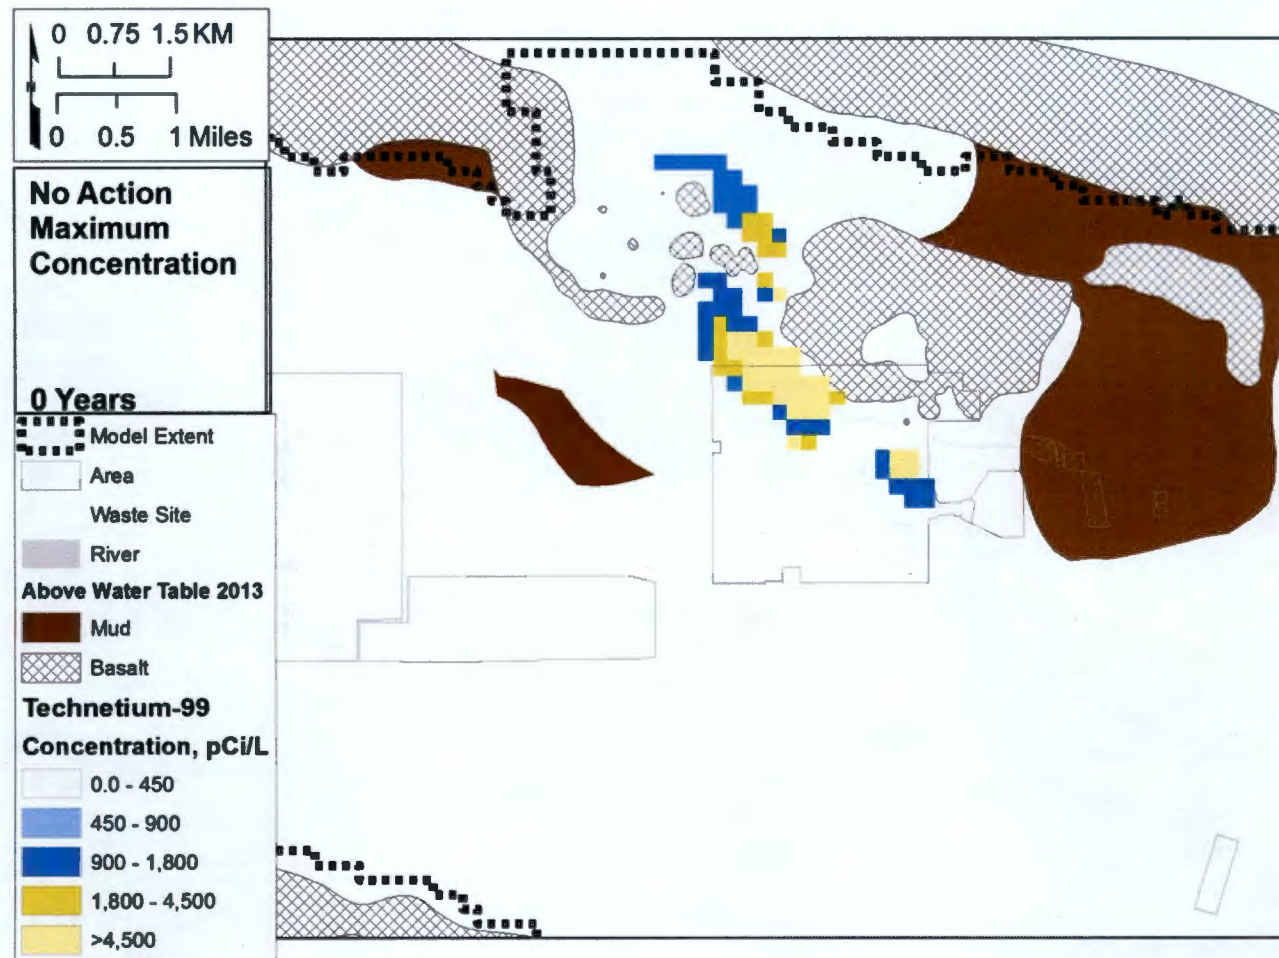 0 0.75 1.5 KM
N
0 0.5 1 Miles
No Action
Maximum
Concentration
0 Years
Model Extent
Area
Waste Site
River
Above Water Table 2013
Mud
Basalt
Technetium-99
Concentration, pCi/L
0.0 - 450
450 - 900
900 - 1,800
1,800 - 4,500
>4,500